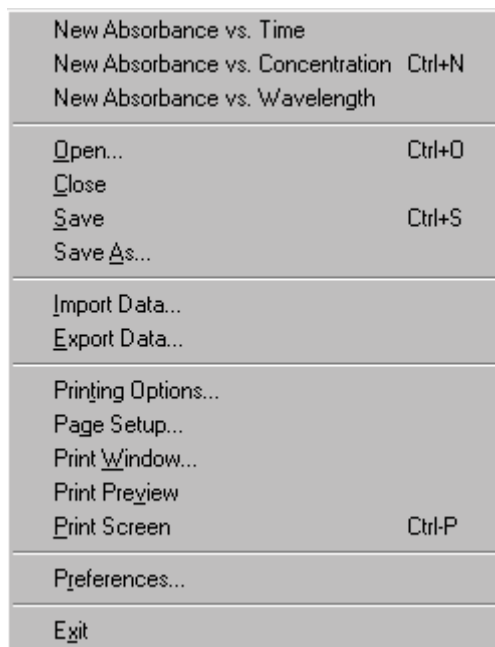 New Absorbance vs. Time
New Absorbance vs. Concentration Ctrl+N
New Absorbance vs. Wavelength
Open... Ctrl+O
Close
Save Ctrl+S
Save As...
Import Data...
Export Data...
Printing Options...
Page Setup...
Print Window...
Print Preview
Print Screen Ctrl-P
Preferences...
Exit